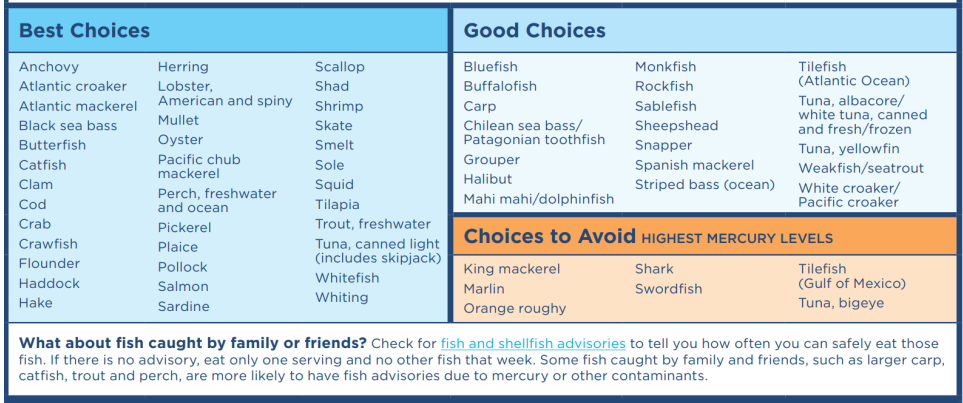 Best Choices
Anchovy
Atlantic croaker
Atlantic mackerel
Black sea bass
Butterfish
Catfish
Clam
Cod
Crab
Crawfish
Flounder
Haddock
Hake
Herring
Lobster,
American and spiny
Mullet
Oyster
Pacific chub
mackerel
Perch, freshwater
and ocean
Pickerel
Plaice
Pollock
Salmon
Sardine
Scallop
Shad
Shrimp
Skate
Smelt
Sole
Squid
Tilapia
Trout, freshwater
Tuna, canned light
(includes skipjack)
Whitefish
Whiting
Good Choices
Bluefish
Buffalofish
Carp
Chilean sea bass/
Patagonian toothfish
Grouper
Halibut
Mahi mahi/dolphinfish
Monkfish
Rockfish
Sablefish
Sheepshead
Snapper
Spanish mackerel
Striped bass (ocean)
Tilefish
(Atlantic Ocean)
Tuna, albacore/
white tuna, canned
and fresh/frozen
Tuna, yellowfin
Weakfish/seatrout
White croaker/
Pacific croaker
Choices to Avoid HIGHEST MERCURY LEVELS
King mackerel
Marlin
Orange roughy
Shark
Swordfish
Tilefish
(Gulf of Mexico)
Tuna, bigeye
What about fish caught by family or friends? Check for fish and shellfish advisories to tell you how often you can safely eat those
fish. If there is no advisory, eat only one serving and no other fish that week. Some fish caught by family and friends, such as larger carp,
catfish, trout and perch, are more likely to have fish advisories due to mercury or other contaminants.